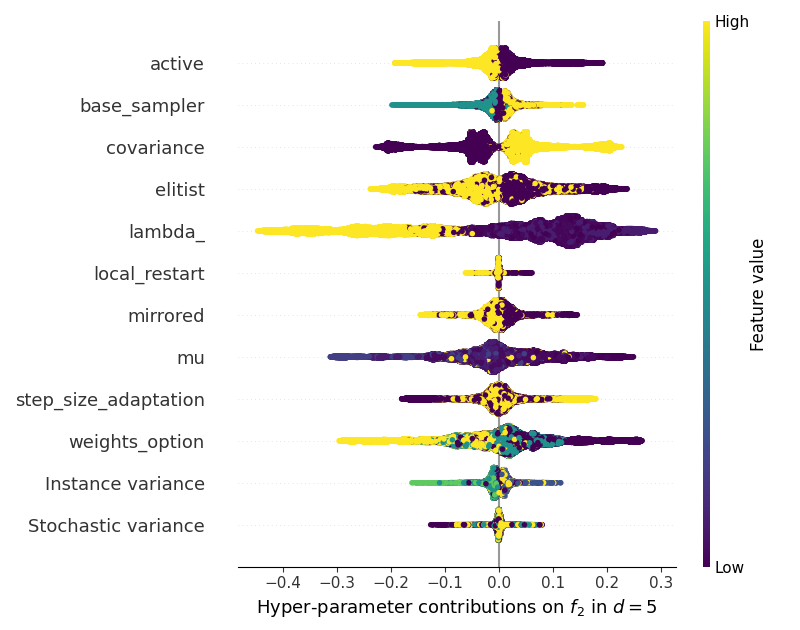 High
active
base_sampler
covariance
elitist
lambda_
local_restart
mirrored
mu
step_size_adaptation
weights_option
Instance variance
Stochastic variance
Feature value
Low
−0.4 −0.3 −0.2 −0.1 0.0 0.1 0.2 0.3
Hyper-parameter contributions on f₂ in d = 5